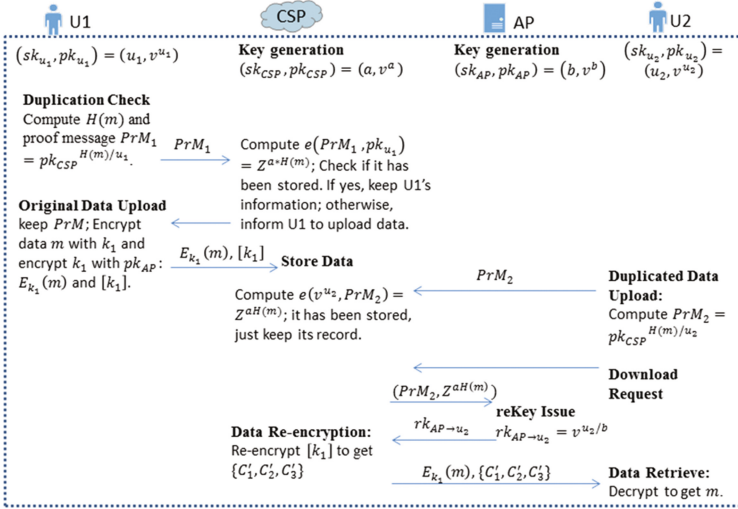 U1
CSP
AP
U2
(sk_{u_1}, pk_{u_1}) = (u_1, v^{u_1})
Key generation
(sk_{CSP}, pk_{CSP}) = (a, v^a)
Key generation
(sk_{AP}, pk_{AP}) = (b, v^b)
(sk_{u_2}, pk_{u_2}) =
(u_2, v^{u_2})
Duplication Check
Compute H(m) and
proof message PrM_1
= pk_{CSP}^{H(m)/u_1}.
PrM_1
Compute e(PrM_1, pk_{u_1})
= Z^{a*H(m)}; Check if it has
been stored. If yes, keep U1's
information; otherwise,
inform U1 to upload data.
Original Data Upload
keep PrM; Encrypt
data m with k_1 and
encrypt k_1 with pk_{AP}:
E_{k_1}(m) and [k_1].
E_{k_1}(m), [k_1]
Store Data
Compute e(v^{u_2}, PrM_2) =
Z^{aH(m)}; it has been stored,
just keep its record.
PrM_2
Duplicated Data
Upload:
Compute PrM_2 =
pk_{CSP}^{H(m)/u_2}
Download
Request
(PrM_2, Z^{aH(m)})
reKey Issue
rk_{AP→u_2}
rk_{AP→u_2} = v^{u_2/b}
Data Re-encryption:
Re-encrypt [k_1] to get
{C'_1, C'_2, C'_3}
E_{k_1}(m), {C'_1, C'_2, C'_3}
Data Retrieve:
Decrypt to get m.